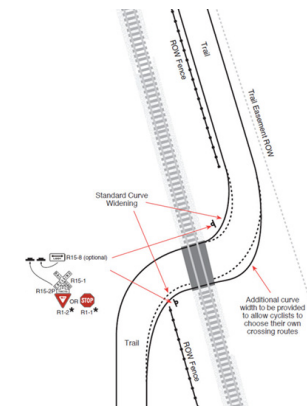 Trail
ROW Fence
Trail Easement ROW
Standard Curve
Widening
R15-8 (optional)
R15-1
R15-2P
OR
STOP
R1-2*
R1-1*
Additional curve
width to be provided
to allow cyclists to
choose their own
crossing routes
Trail
ROW Fence